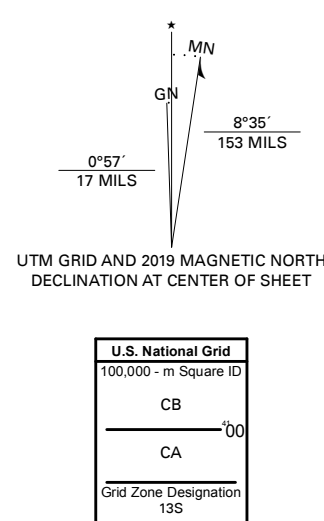 ★
MN
GN
8°35´
153 MILS
0°57´
17 MILS
UTM GRID AND 2019 MAGNETIC NORTH
DECLINATION AT CENTER OF SHEET
U.S. National Grid
100,000 - m Square ID
CB
4100
CA
Grid Zone Designation
13S